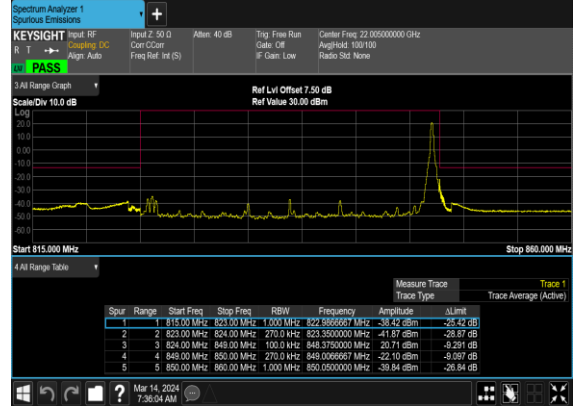 Spectrum Analyzer 1
Spurious Emissions
+
KEYSIGHT Input: RF Input Z: 50 Ω Atten: 40 dB Trig: Free Run Center Freq: 22.005000000 GHz
R T Coupling: DC Corr CCorr Gate: Off Avg|Hold: 100/100
Align: Auto Freq Ref: Int (S) IF Gain: Low Radio Std: None
PASS
3 All Range Graph
Ref Lvl Offset 7.50 dB
Scale/Div 10.0 dB Ref Value 30.00 dBm
Log
20.0
10.0
0.00
-10.0
-20.0
-30.0
-40.0
-50.0
-60.0
Start 815.000 MHz Stop 860.000 MHz
4 All Range Table
Measure Trace Trace 1
Trace Type Trace Average (Active)
Spur Range Start Freq Stop Freq RBW Frequency Amplitude ΔLimit
1 1 815.00 MHz 823.00 MHz 1.000 MHz 822.9866667 MHz -38.42 dBm -25.42 dB
2 2 823.00 MHz 824.00 MHz 270.0 kHz 823.3500000 MHz -41.87 dBm -28.87 dB
3 3 824.00 MHz 849.00 MHz 100.0 kHz 848.3750000 MHz 20.71 dBm -9.291 dB
4 4 849.00 MHz 850.00 MHz 270.0 kHz 849.0066667 MHz -22.10 dBm -9.097 dB
5 5 850.00 MHz 860.00 MHz 1.000 MHz 850.0500000 MHz -39.84 dBm -26.84 dB
? Mar 14, 2024
7:36:04 AM